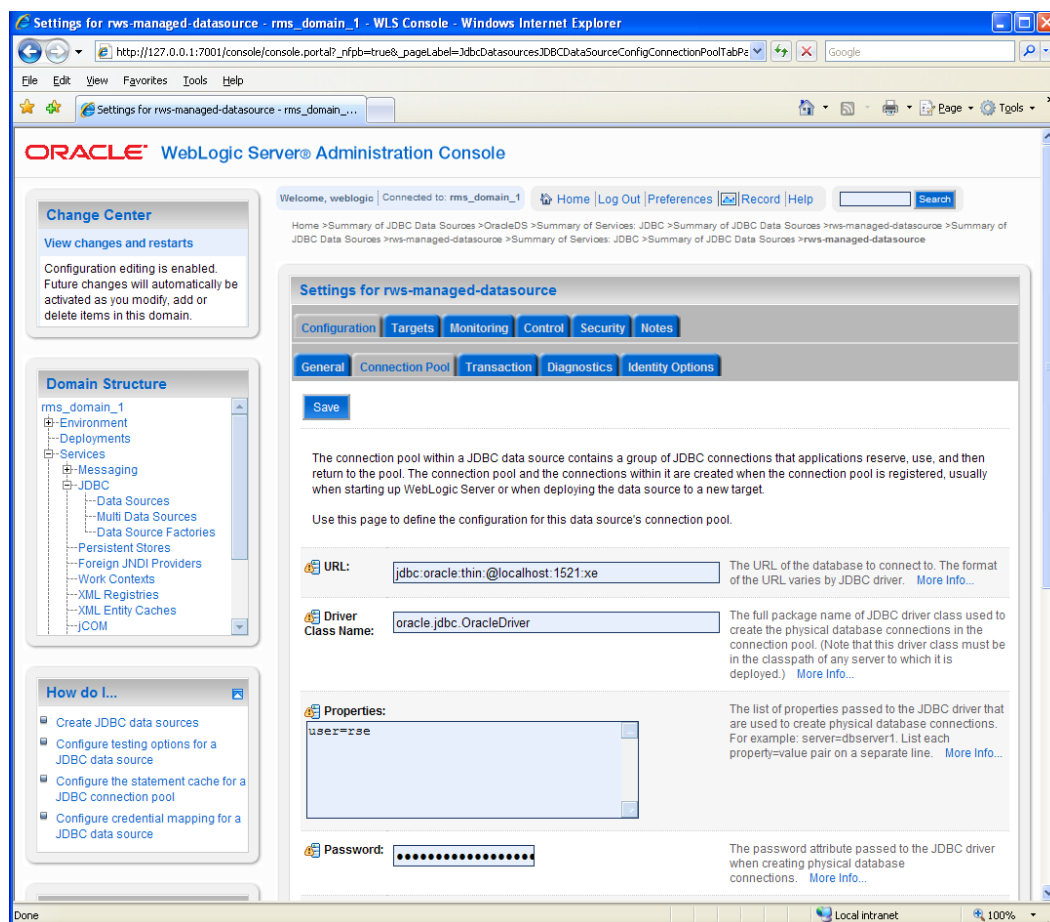 Settings for rws-managed-datasource - rms_domain_1 - WLS Console - Windows Internet Explorer
http://127.0.0.1:7001/console/console.portal?_nfpb=true&_pageLabel=JdbcDatasourcesJDBCDataSourceConfigConnectionPoolTabPa
Google
File Edit View Favorites Tools Help
Settings for rws-managed-datasource - rms_domain_...
Page Tools
ORACLE WebLogic Server® Administration Console
Change Center
View changes and restarts
Configuration editing is enabled.
Future changes will automatically be
activated as you modify, add or
delete items in this domain.
Domain Structure
rms_domain_1
Environment
Deployments
Services
Messaging
JDBC
Data Sources
Multi Data Sources
Data Source Factories
Persistent Stores
Foreign JNDI Providers
Work Contexts
XML Registries
XML Entity Caches
jCOM
How do I...
Create JDBC data sources
Configure testing options for a
JDBC data source
Configure the statement cache for a
JDBC connection pool
Configure credential mapping for a
JDBC data source
Welcome, weblogic Connected to: rms_domain_1 Home Log Out Preferences Record Help Search
Home >Summary of JDBC Data Sources >OracleDS >Summary of Services: JDBC >Summary of JDBC Data Sources >rws-managed-datasource >Summary of
JDBC Data Sources >rws-managed-datasource >Summary of Services: JDBC >Summary of JDBC Data Sources >rws-managed-datasource
Settings for rws-managed-datasource
Configuration Targets Monitoring Control Security Notes
General Connection Pool Transaction Diagnostics Identity Options
Save
The connection pool within a JDBC data source contains a group of JDBC connections that applications reserve, use, and then
return to the pool. The connection pool and the connections within it are created when the connection pool is registered, usually
when starting up WebLogic Server or when deploying the data source to a new target.
Use this page to define the configuration for this data source's connection pool.
URL:
jdbc:oracle:thin:@localhost:1521:xe
The URL of the database to connect to. The format
of the URL varies by JDBC driver. More Info...
Driver
Class Name:
oracle.jdbc.OracleDriver
The full package name of JDBC driver class used to
create the physical database connections in the
connection pool. (Note that this driver class must be
in the classpath of any server to which it is
deployed.) More Info...
Properties:
user=rse
The list of properties passed to the JDBC driver that
are used to create physical database connections.
For example: server=dbserver1. List each
property=value pair on a separate line. More Info...
Password:
●●●●●●●●●●●●●●●●●●
The password attribute passed to the JDBC driver
when creating physical database
connections. More Info...
Done
Local intranet
100%